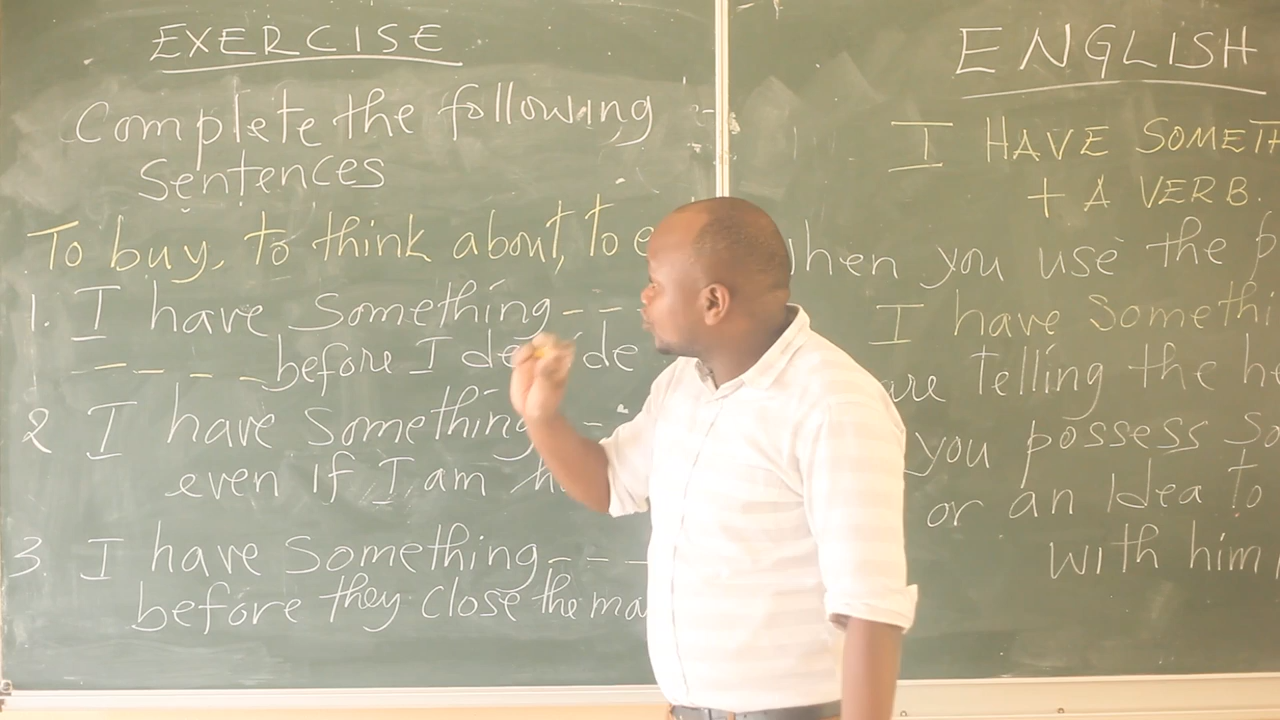 EXERCISE
Complete the following
Sentences
To buy, to think about, to e
1. I have Something - -
- - - - - before I decide
2 I have Something -
even if I am h
3. I have Something - - -
before they close the ma
ENGLISH
I HAVE SOMETH
+ A VERB.
hen you use the p
I have Somethi
are telling the he
you possess so
or an Idea to
with him